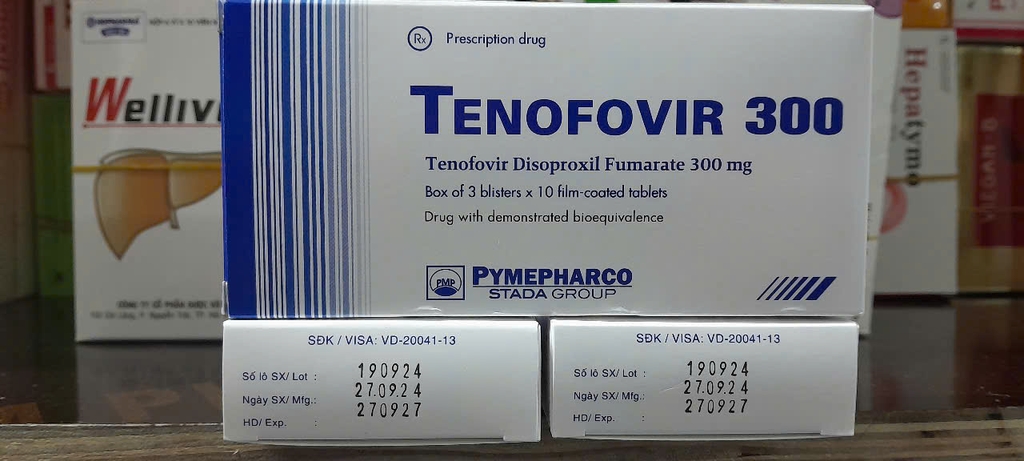 Rx Prescription drug
TENOFOVIR 300
Tenofovir Disoproxil Fumarate 300 mg
Box of 3 blisters x 10 film-coated tablets
Drug with demonstrated bioequivalence
PMP PYMEPHARCO
STADA GROUP
SĐK / VISA: VD-20041-13
Số lô SX/ Lot : 190924
Ngày SX/ Mfg.: 27.09.24
HD/ Exp. : 270927
SĐK / VISA: VD-20041-13
Số lô SX/ Lot : 190924
Ngày SX/ Mfg.: 27.09.24
HD/ Exp. : 270927
Wellivi
Hepatymo